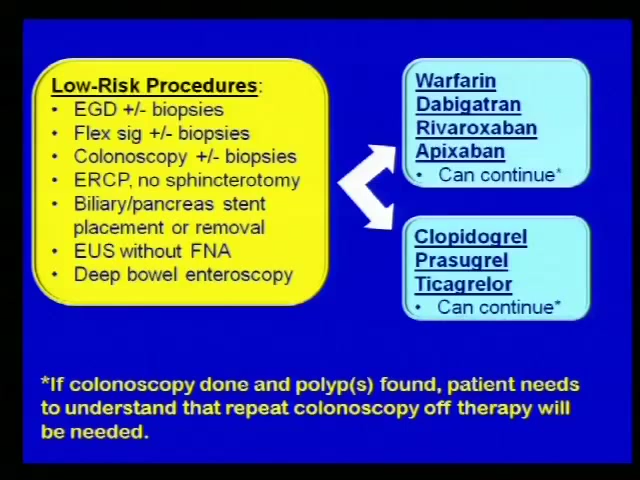 Low-Risk Procedures:
• EGD +/- biopsies
• Flex sig +/- biopsies
• Colonoscopy +/- biopsies
• ERCP, no sphincterotomy
• Biliary/pancreas stent
placement or removal
• EUS without FNA
• Deep bowel enteroscopy
Warfarin
Dabigatran
Rivaroxaban
Apixaban
• Can continue*
Clopidogrel
Prasugrel
Ticagrelor
• Can continue*
*If colonoscopy done and polyp(s) found, patient needs
to understand that repeat colonoscopy off therapy will
be needed.